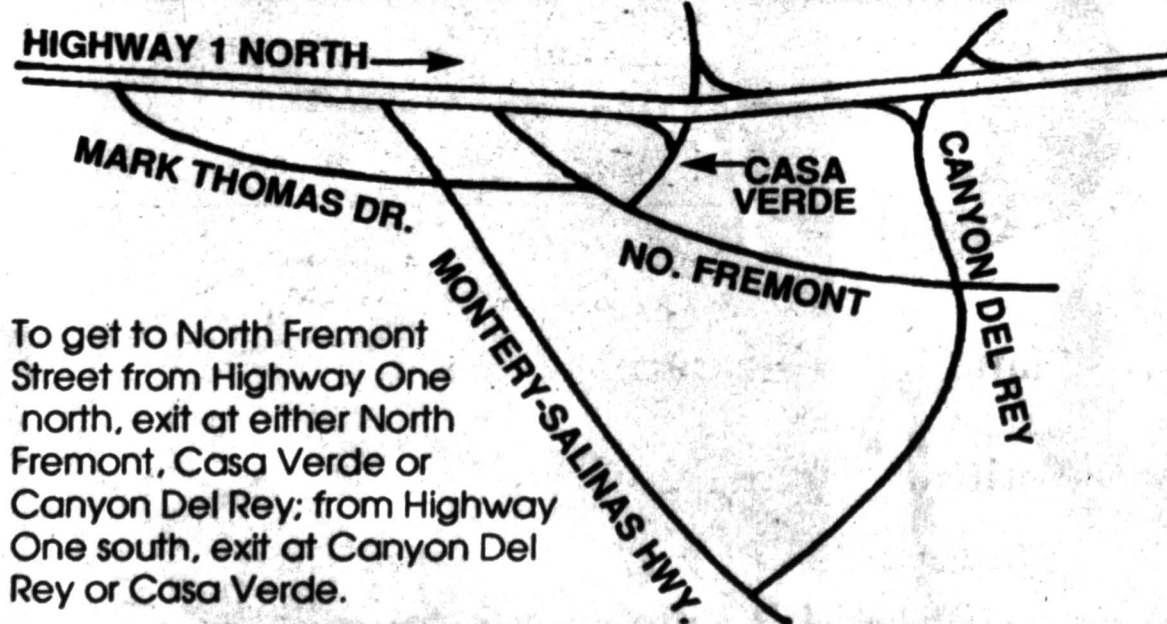 HIGHWAY 1 NORTH
MARK THOMAS DR.
CASA
VERDE
CANYON DEL REY
NO. FREMONT
MONTERY-SALINAS HWY.
To get to North Fremont
Street from Highway One
north, exit at either North
Fremont, Casa Verde or
Canyon Del Rey; from Highway
One south, exit at Canyon Del
Rey or Casa Verde.